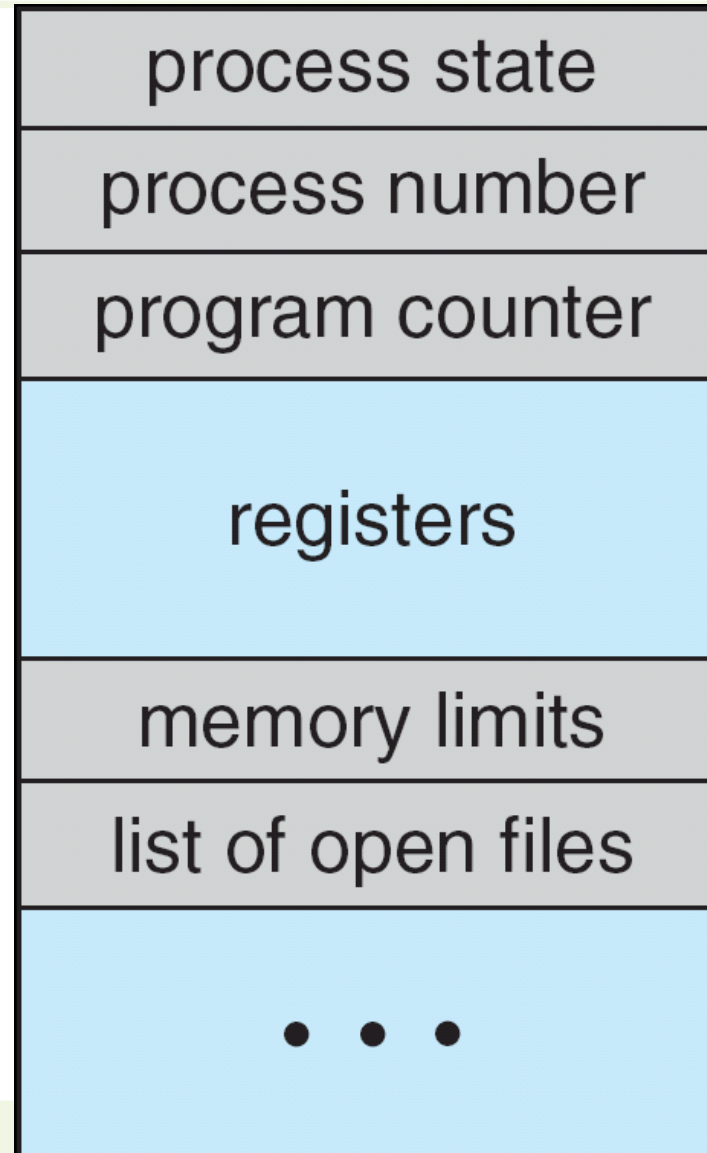 process state
process number
program counter
registers
memory limits
list of open files
• • •